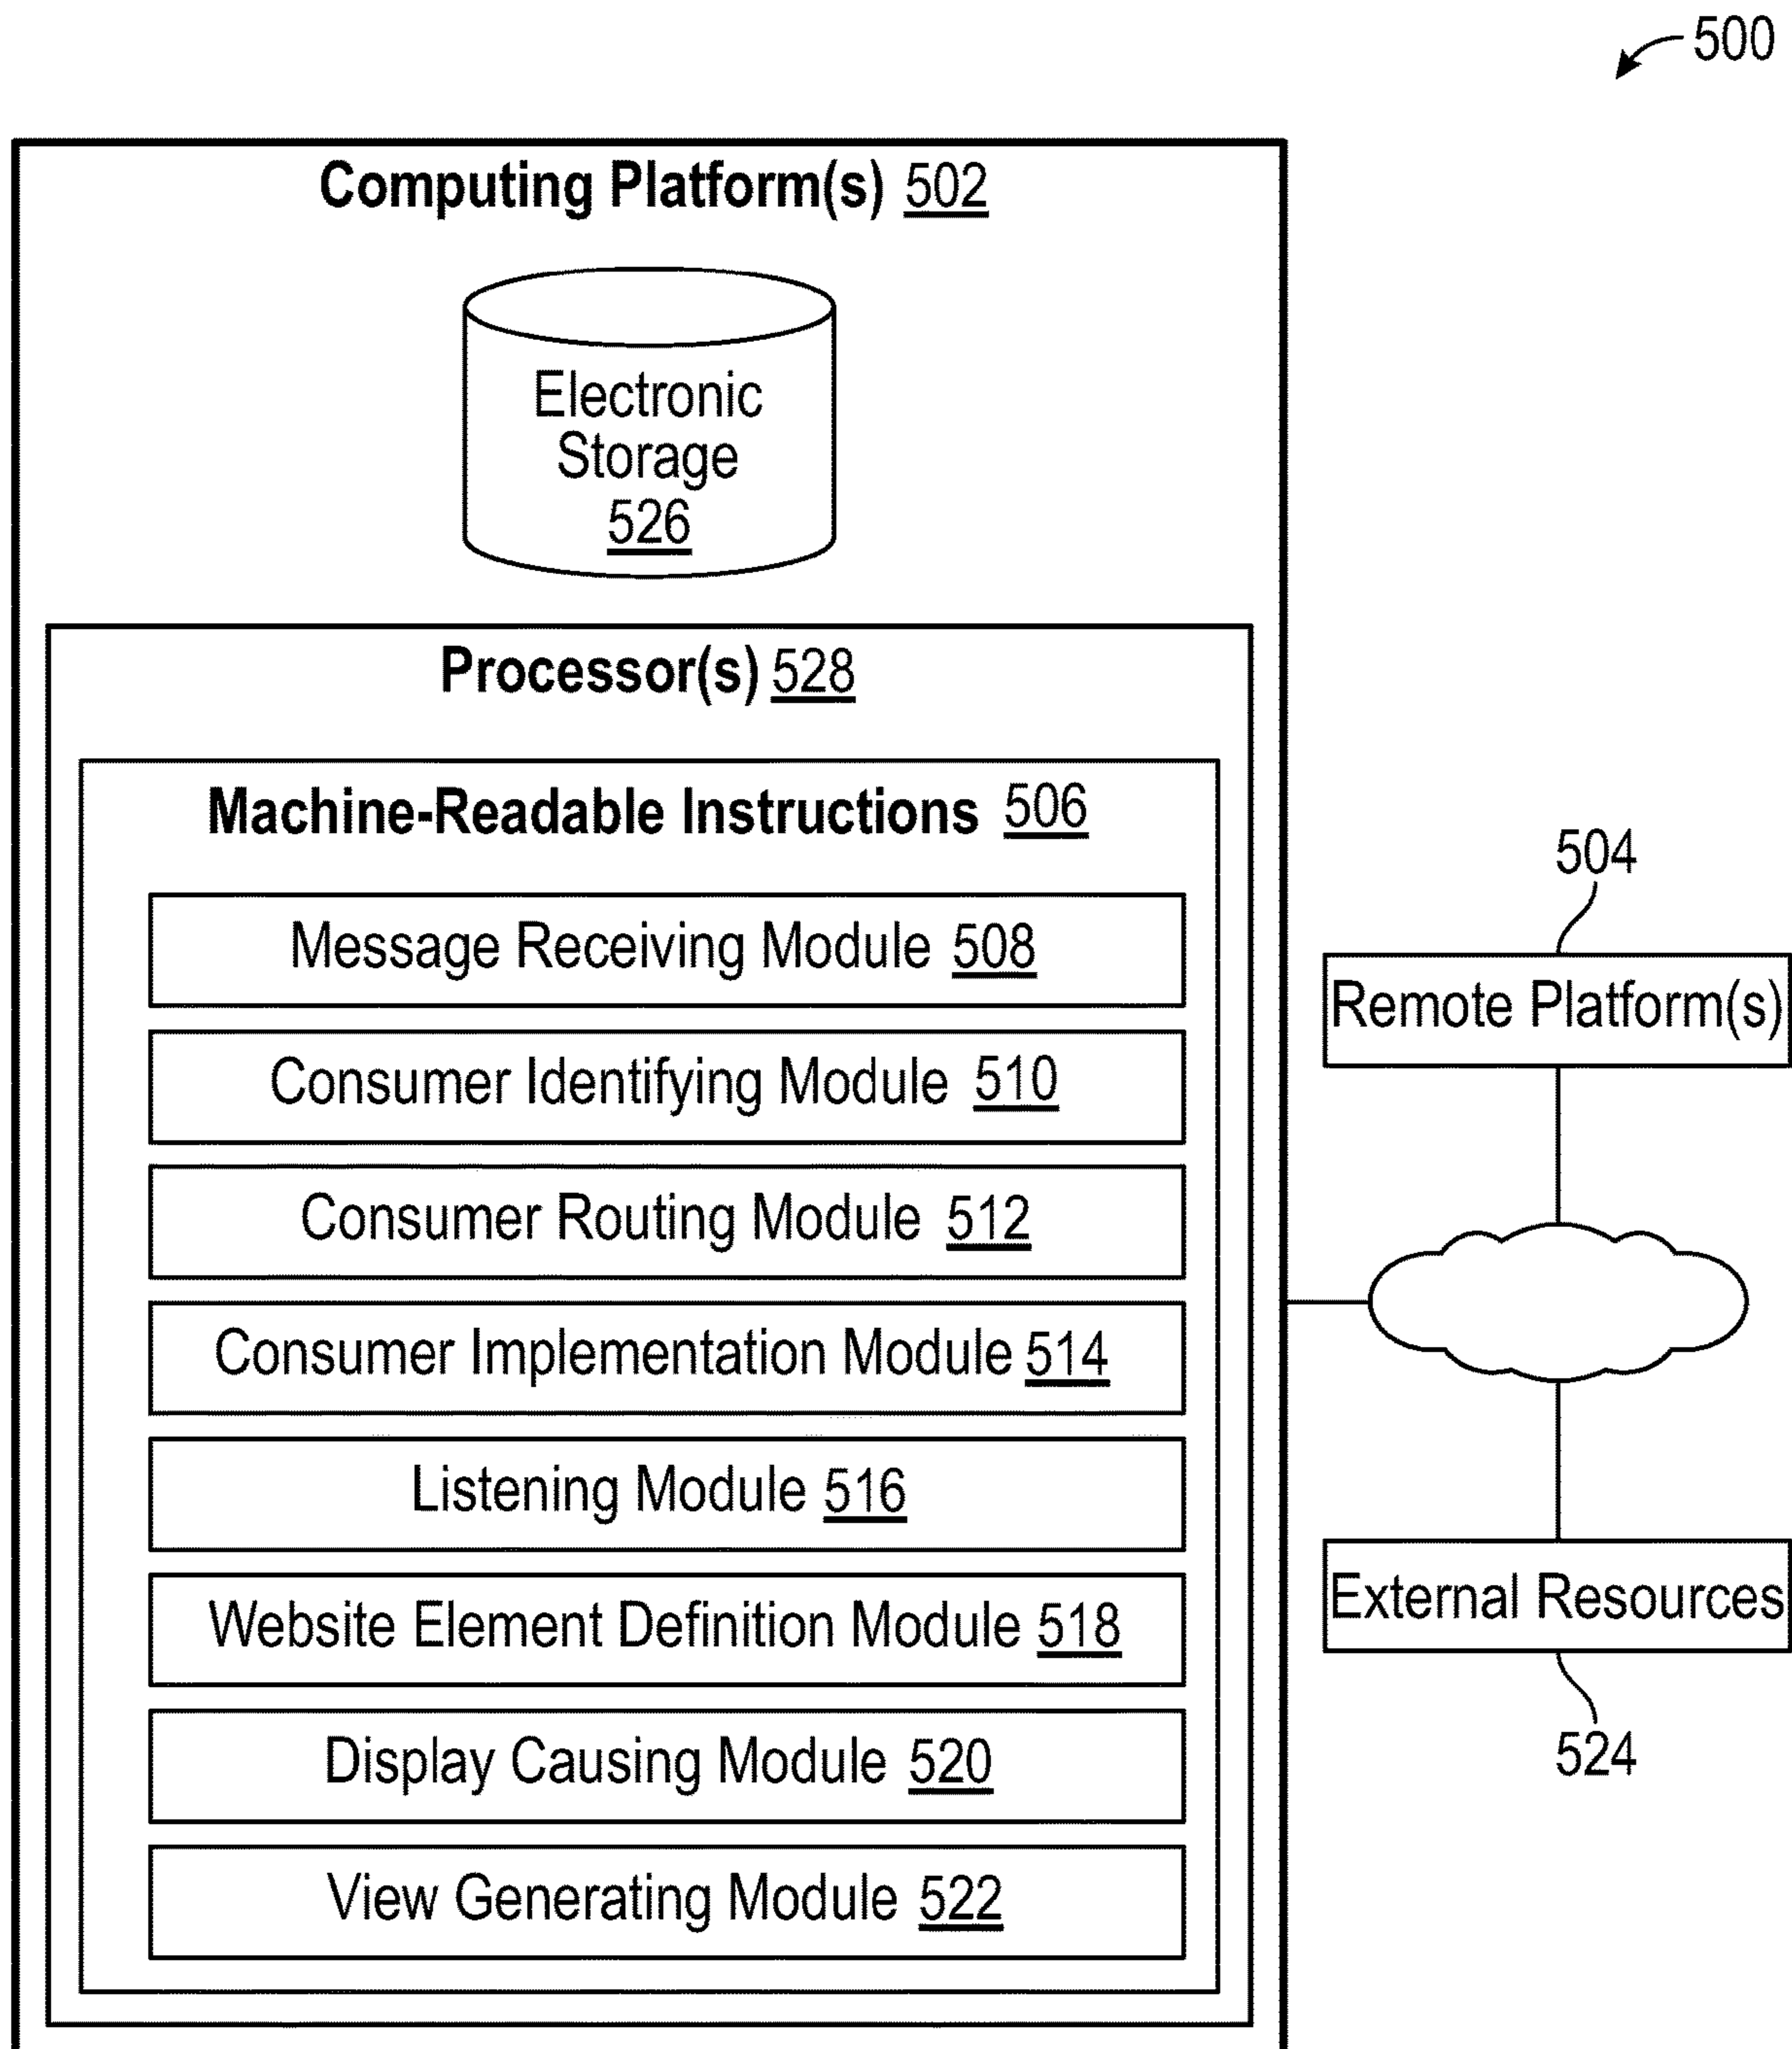 500
Computing Platform(s) 502
Electronic
Storage
526
Processor(s) 528
Machine-Readable Instructions 506
Message Receiving Module 508
Consumer Identifying Module 510
Consumer Routing Module 512
Consumer Implementation Module 514
Listening Module 516
Website Element Definition Module 518
Display Causing Module 520
View Generating Module 522
504
Remote Platform(s)
External Resources
524